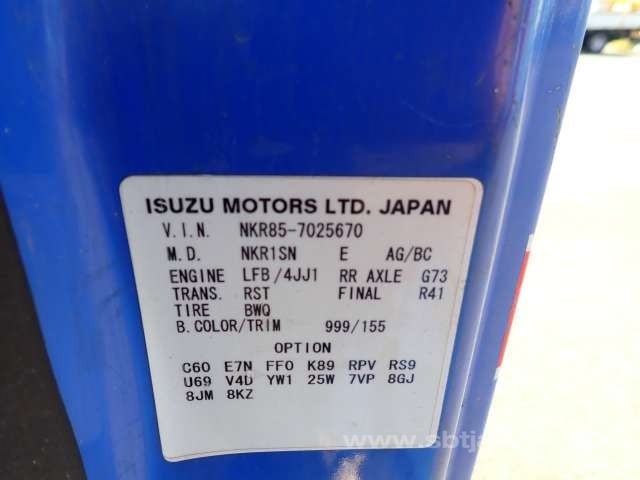 ISUZU MOTORS LTD. JAPAN
V.I.N. NKR85-7025670
M.D. NKR1SN E AG/BC
ENGINE LFB/4JJ1 RR AXLE G73
TRANS. RST FINAL R41
TIRE BWQ
B.COLOR/TRIM 999/155
OPTION
C60 E7N FF0 K89 RPV RS9
U69 V4D YW1 25W 7VP 8GJ
8JM 8KZ